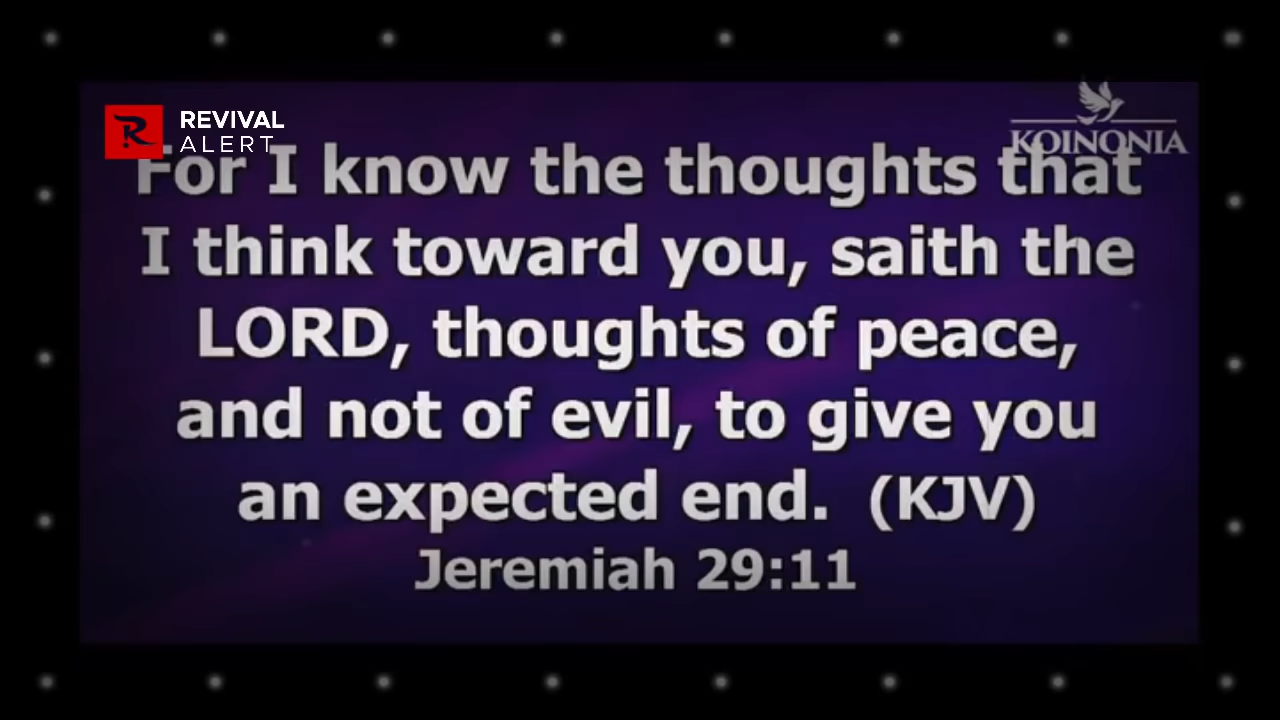 REVIVAL
ALERT
KOINONIA
For I know the thoughts that
I think toward you, saith the
LORD, thoughts of peace,
and not of evil, to give you
an expected end. (KJV)
Jeremiah 29:11